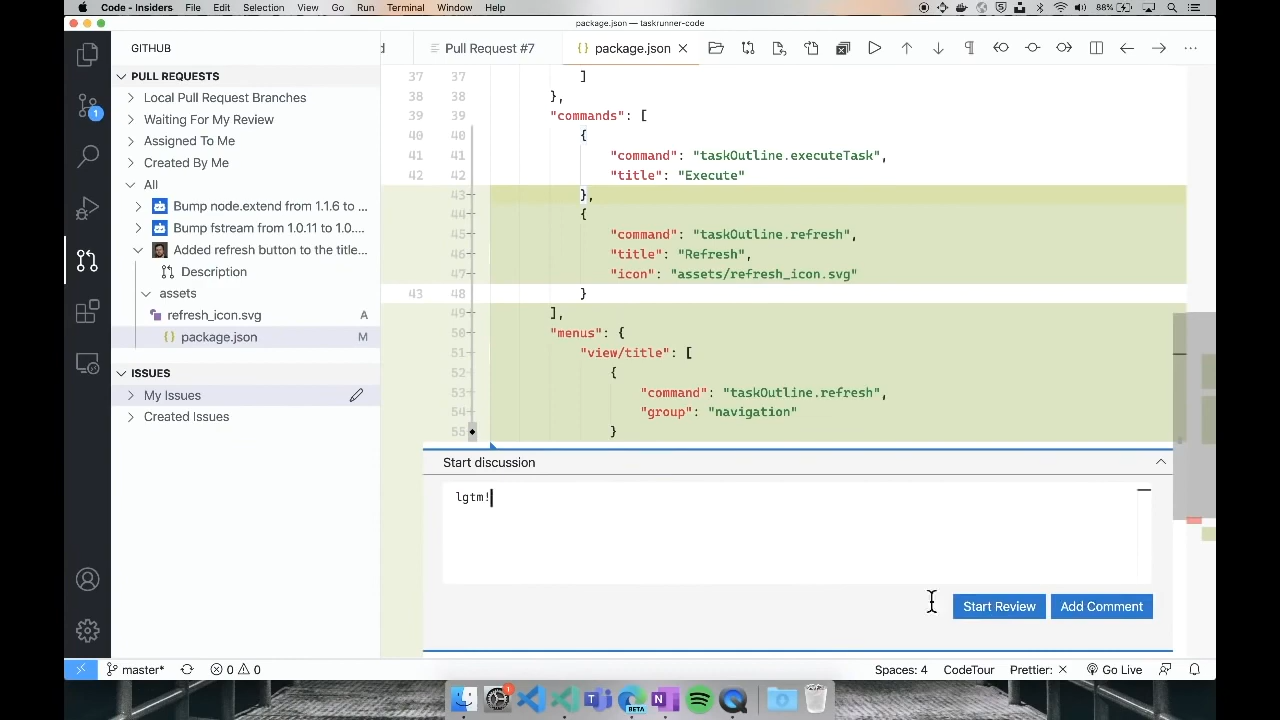 Code - Insiders File Edit Selection View Go Run Terminal Window Help 88%
package.json — taskrunner-code
GITHUB
PULL REQUESTS
Local Pull Request Branches
Waiting For My Review
Assigned To Me
Created By Me
All
Bump node.extend from 1.1.6 to ...
Bump fstream from 1.0.11 to 1.0....
Added refresh button to the title...
Description
assets
refresh_icon.svg A
package.json M
ISSUES
My Issues
Created Issues
1
d Pull Request #7 {} package.json
37 37 ]
38 38 },
39 39 "commands": [
40 40 {
41 41 "command": "taskOutline.executeTask",
42 42 "title": "Execute"
43 },
44 {
45 "command": "taskOutline.refresh",
46 "title": "Refresh",
47 "icon": "assets/refresh_icon.svg"
43 48 }
49 ],
50 "menus": {
51 "view/title": [
52 {
53 "command": "taskOutline.refresh",
54 "group": "navigation"
55 }
Start discussion
lgtm!
Start Review Add Comment
master* 0 0 Spaces: 4 CodeTour Prettier: × Go Live
1 BETA N